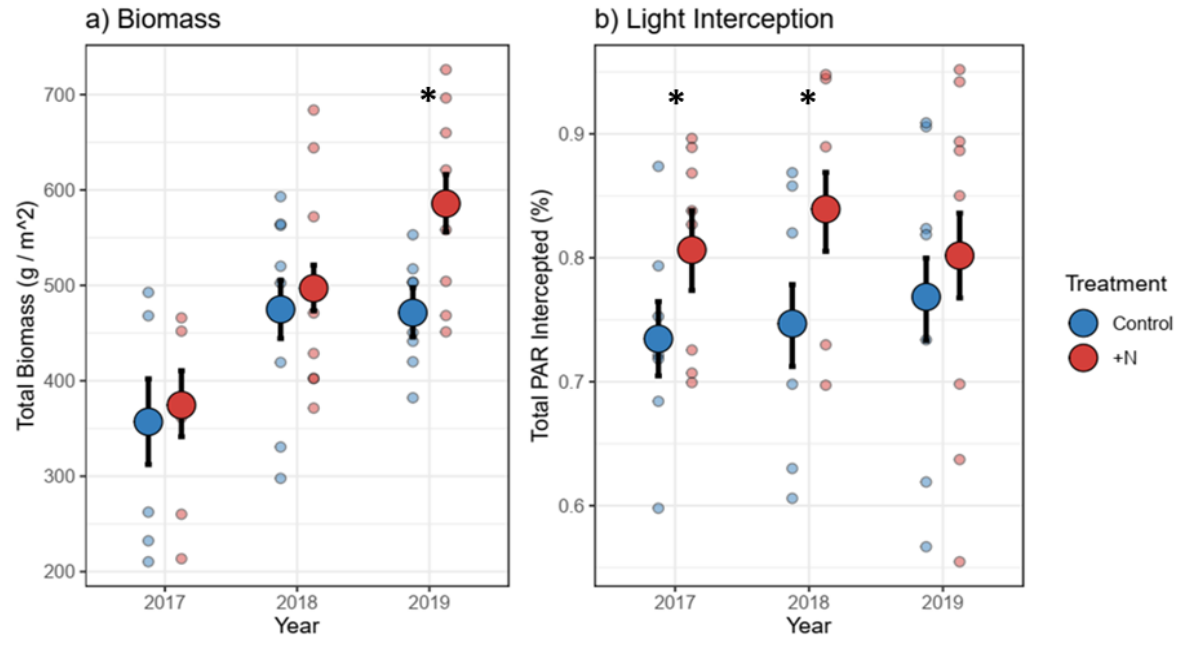 a) Biomass
Total Biomass (g / m^2)
700
600
500
400
300
200
*
2017
2018
2019
Year
b) Light Interception
Total PAR Intercepted (%)
0.9
0.8
0.7
0.6
*
*
2017
2018
2019
Year
Treatment
Control
+N